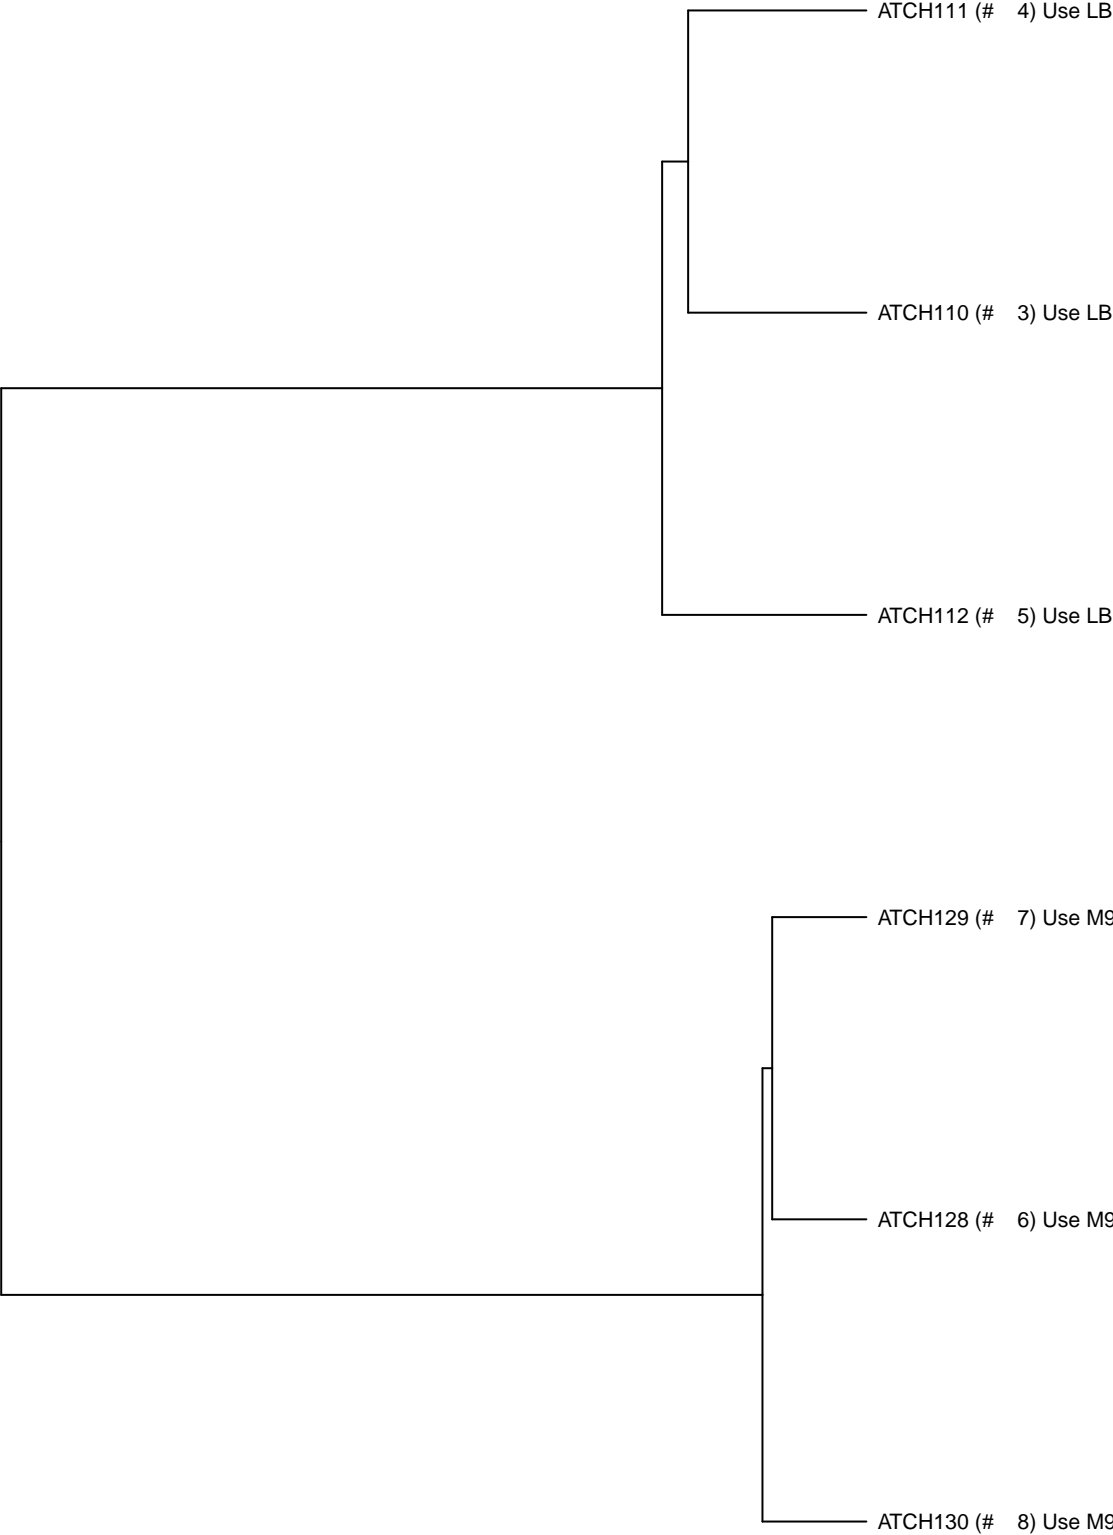 ATCH111 (# 4) Use LB
ATCH110 (# 3) Use LB
ATCH112 (# 5) Use LB
ATCH129 (# 7) Use M9
ATCH128 (# 6) Use M9
ATCH130 (# 8) Use M9